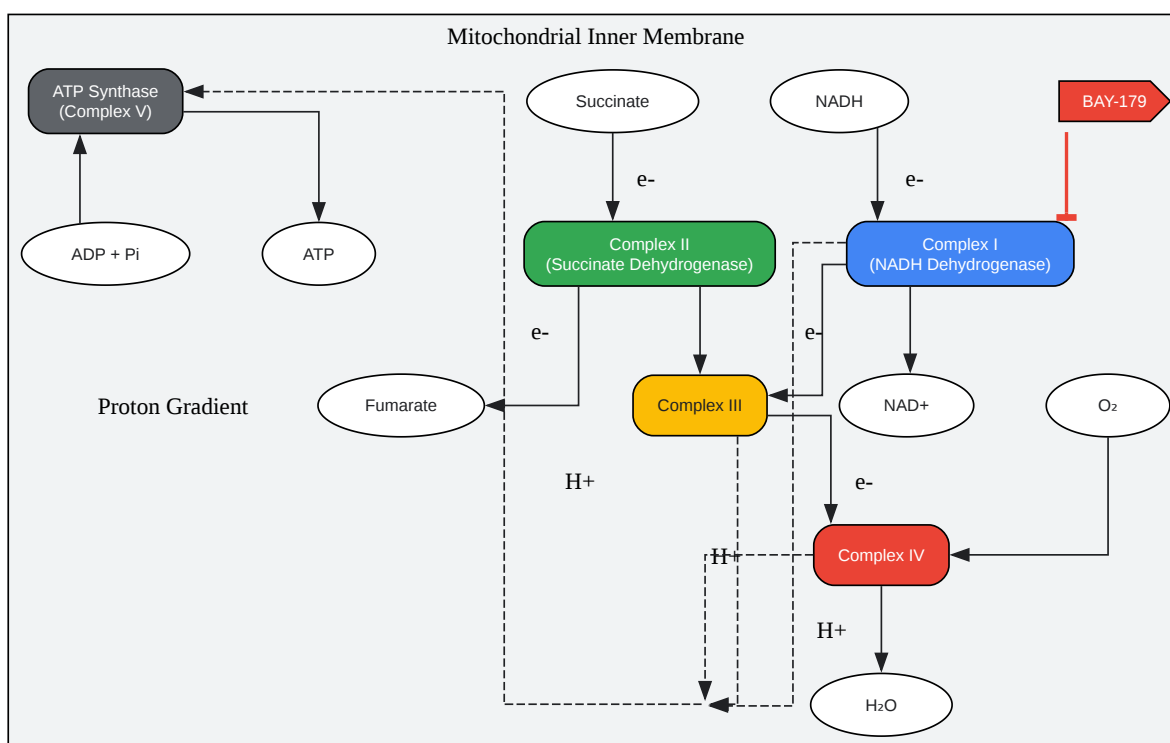 Mitochondrial Inner Membrane
ATP Synthase
(Complex V)
Succinate
NADH
BAY-179
e-
e-
ADP + Pi
ATP
Complex II
(Succinate Dehydrogenase)
Complex I
(NADH Dehydrogenase)
e-
e-
Proton Gradient
Fumarate
Complex III
NAD+
O₂
H+
e-
H+
Complex IV
H+
H₂O